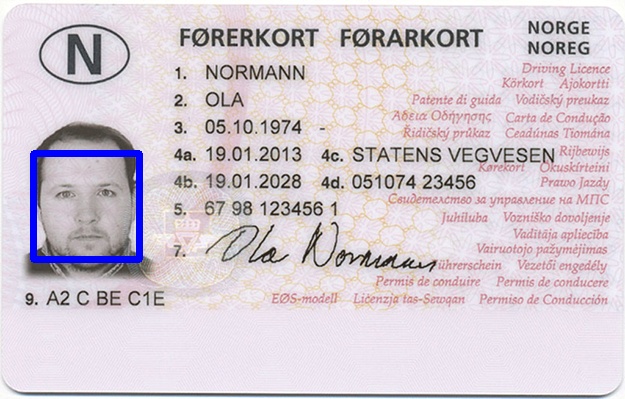 N
FØRERKORT FØRARKORT
NORGE
NOREG
1. NORMANN
2. OLA
3. 05.10.1974 -
4a. 19.01.2013 4c. STATENS VEGVESEN
4b. 19.01.2028 4d. 051074 23456
5. 67 98 123456 1
7. Ola Normann
9. A2 C BE C1E
Driving Licence
Körkort Ajokortti
Patente di guida Vodičský preukaz
Άδεια Οδήγησης Carta de Condução
Řidičský průkaz Ceadúnas Tiomána
Rijbewijs
Kørekort Ökuskírteini
Prawo Jazdy
Свидетелство за управление на МПС
Juhiluba Vozniško dovoljenje
Vadītāja apliecība
Vairuotojo pažymėjimas
Führerschein Vezetői engedély
Permis de conduire Permis de conducere
EØS-modell Liċenzja tas-Sewqan Permiso de Conducción